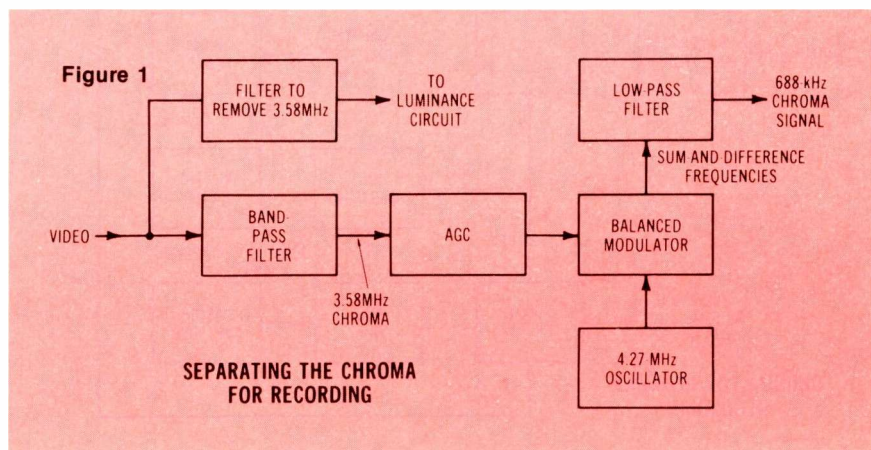 Figure 1
FILTER TO
REMOVE 3.58MHz
TO
LUMINANCE
CIRCUIT
LOW-PASS
FILTER
688-kHz
CHROMA
SIGNAL
SUM AND DIFFERENCE
FREQUENCIES
VIDEO
BAND-
PASS
FILTER
3.58MHz
CHROMA
AGC
BALANCED
MODULATOR
4.27 MHz
OSCILLATOR
SEPARATING THE CHROMA
FOR RECORDING